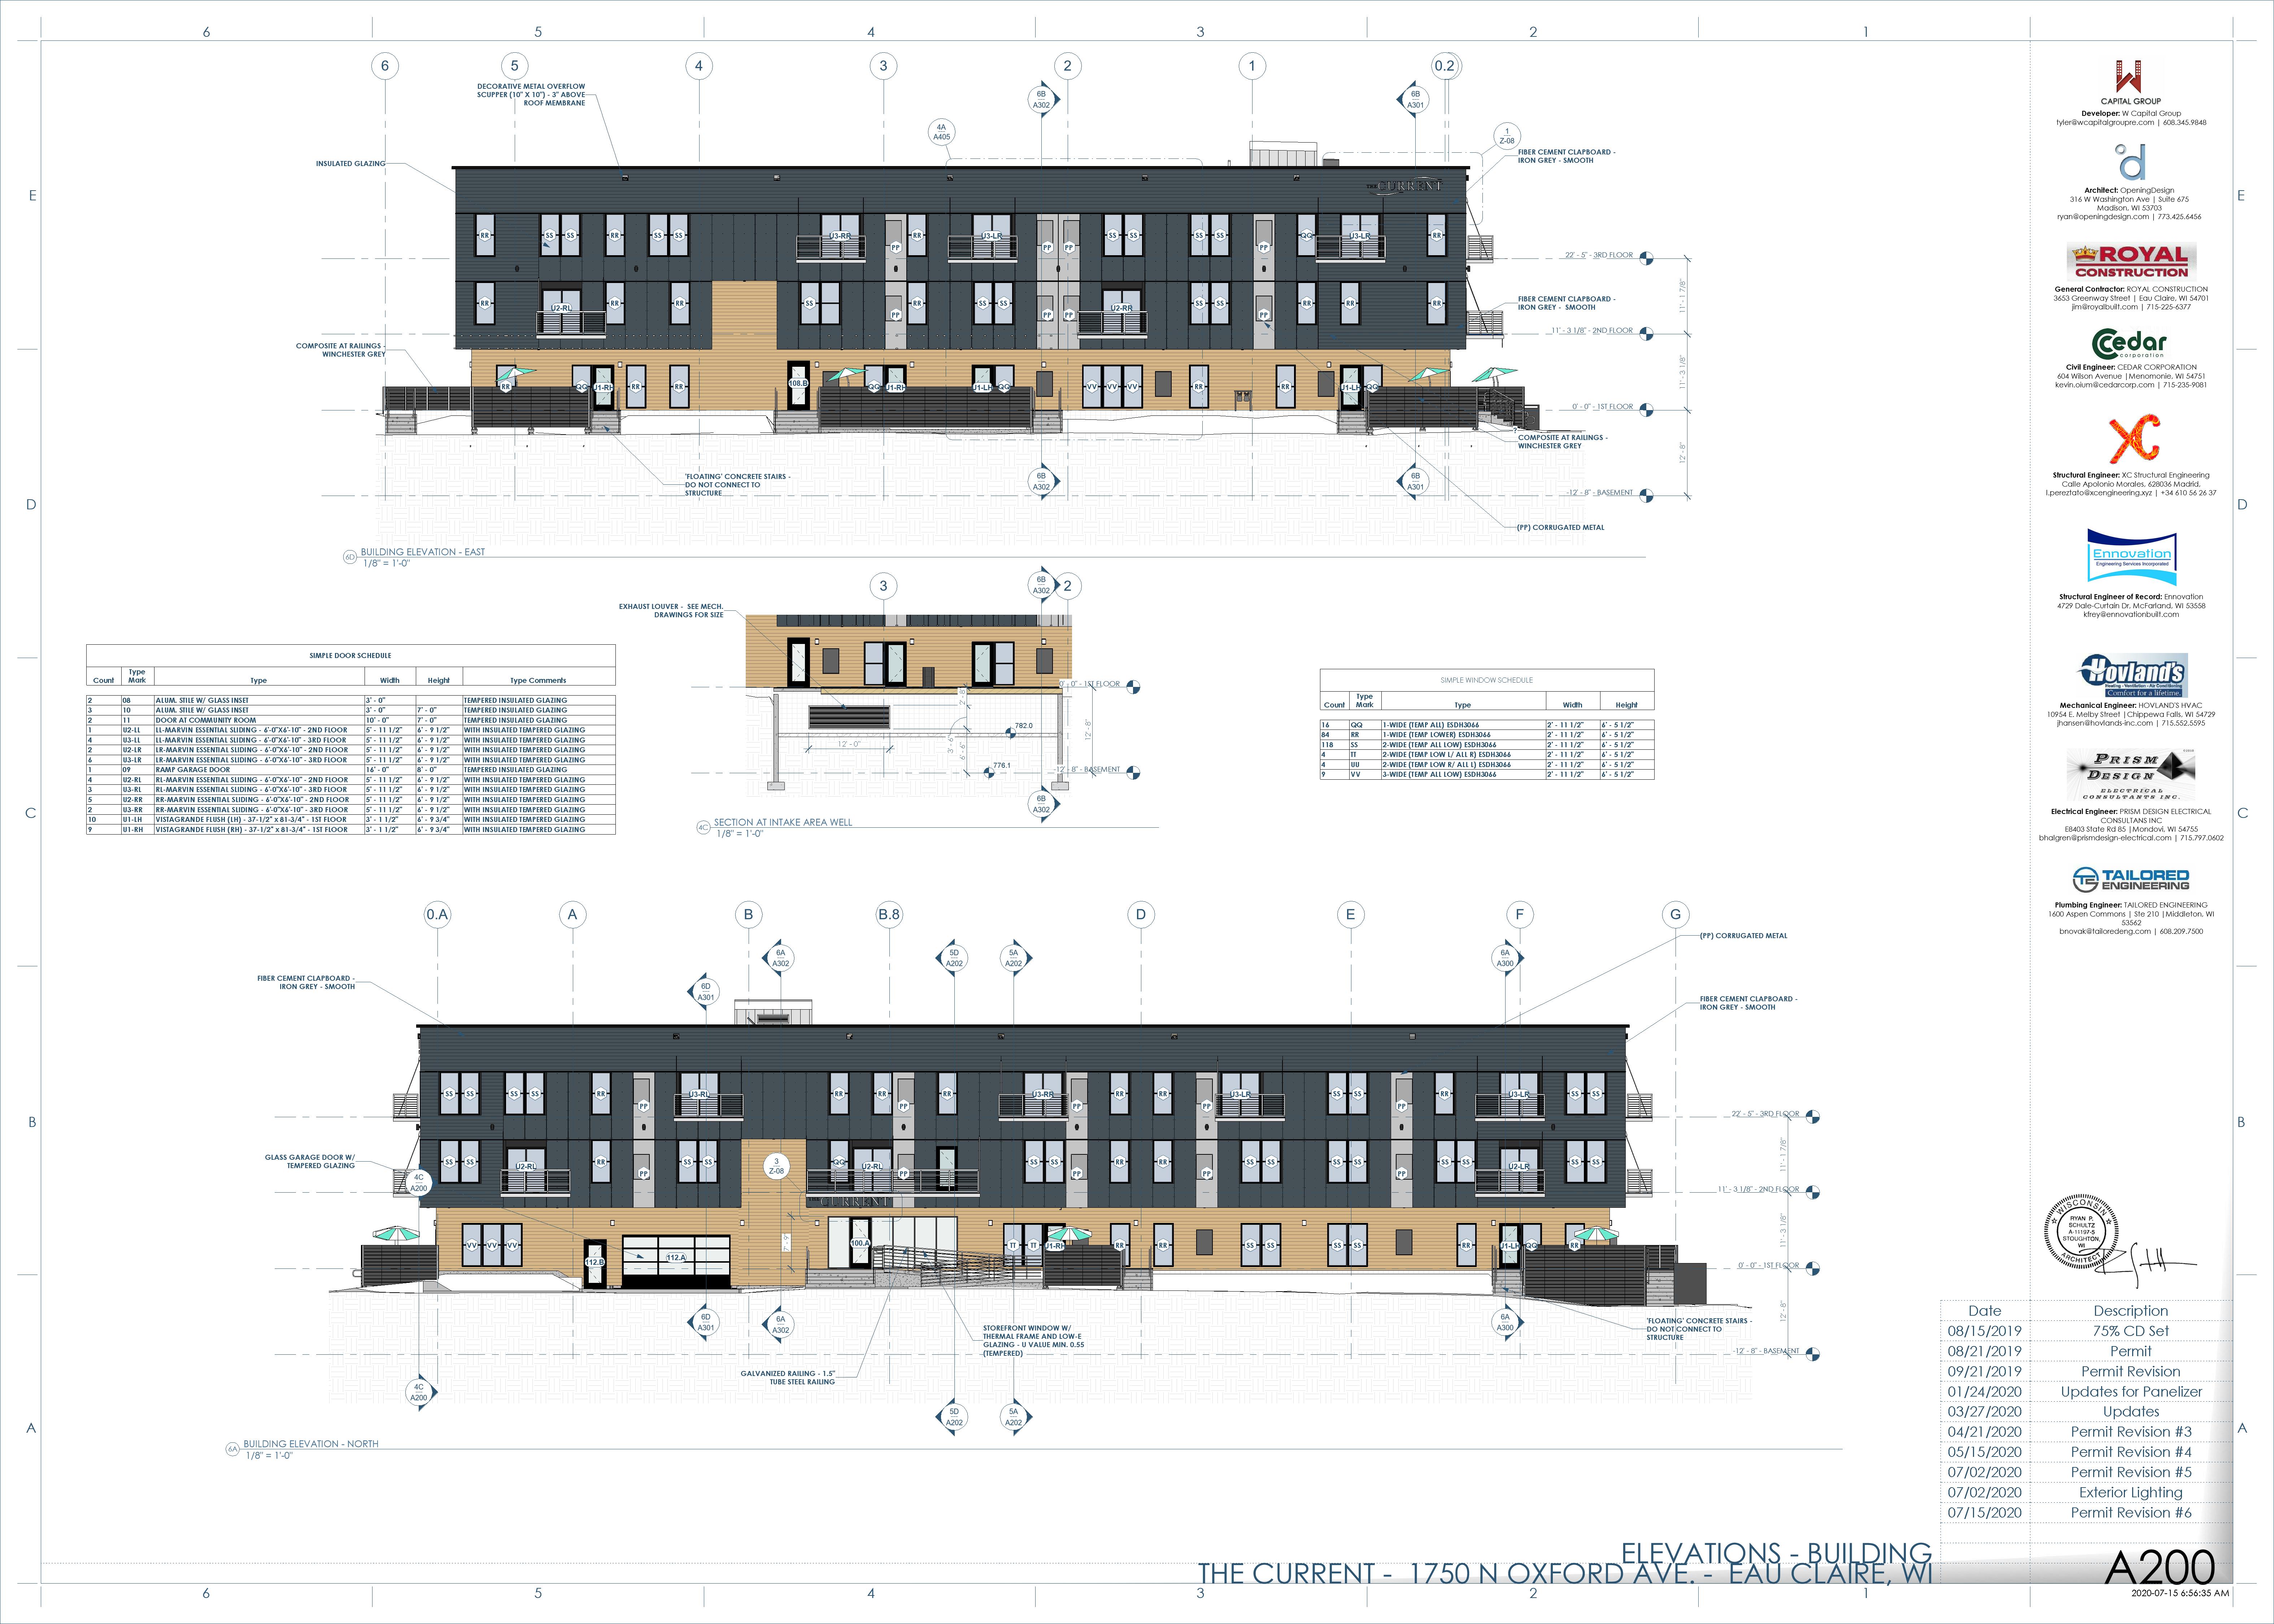 6 5 4 3 2 1
6 5 4 3 2 1 0.2
DECORATIVE METAL OVERFLOW
SCUPPER (10" X 10") - 3" ABOVE
ROOF MEMBRANE
6B
A302
6B
A301
4A
A405
1
Z-08
INSULATED GLAZING
FIBER CEMENT CLAPBOARD -
IRON GREY - SMOOTH
CURRENT
RR SS SS RR SS SS U3-RR PP RR U3-LR PP PP SS SS SS SS PP QQ U3-LR RR
22' - 5" - 3RD FLOOR
RR U2-RL RR RR SS PP RR SS SS PP PP U2-RR SS SS PP RR RR RR
FIBER CEMENT CLAPBOARD -
IRON GREY - SMOOTH
11' - 1 7/8"
11' - 3 1/8" - 2ND FLOOR
COMPOSITE AT RAILINGS -
WINCHESTER GREY
11' - 3 1/8"
RR QQ J1-RH RR RR 108.B QQ J1-RH J1-LH QQ VV VV VV RR RR J1-LH QQ
0' - 0" - 1ST FLOOR
COMPOSITE AT RAILINGS -
WINCHESTER GREY
12' - 8"
'FLOATING' CONCRETE STAIRS -
DO NOT CONNECT TO
STRUCTURE
6B
A302
6B
A301
-12' - 8" - BASEMENT
(PP) CORRUGATED METAL
6D BUILDING ELEVATION - EAST
1/8" = 1'-0"
3 2
6B
A302
EXHAUST LOUVER - SEE MECH.
DRAWINGS FOR SIZE
0' - 0" - 1ST FLOOR
782.0
12' - 0"
3' - 6"
6' - 6"
12' - 8"
776.1
-12' - 8" - BASEMENT
6B
A302
4C SECTION AT INTAKE AREA WELL
1/8" = 1'-0"
SIMPLE DOOR SCHEDULE
Count Type Mark Type Width Height Type Comments
2 08 ALUM. STILE W/ GLASS INSET 3' - 0" TEMPERED INSULATED GLAZING
3 10 ALUM. STILE W/ GLASS INSET 3' - 0" 7' - 0" TEMPERED INSULATED GLAZING
2 11 DOOR AT COMMUNITY ROOM 10' - 0" 7' - 0" TEMPERED INSULATED GLAZING
1 U2-LL LL-MARVIN ESSENTIAL SLIDING - 6'-0"X6'-10" - 2ND FLOOR 5' - 11 1/2" 6' - 9 1/2" WITH INSULATED TEMPERED GLAZING
4 U3-LL LL-MARVIN ESSENTIAL SLIDING - 6'-0"X6'-10" - 3RD FLOOR 5' - 11 1/2" 6' - 9 1/2" WITH INSULATED TEMPERED GLAZING
2 U2-LR LR-MARVIN ESSENTIAL SLIDING - 6'-0"X6'-10" - 2ND FLOOR 5' - 11 1/2" 6' - 9 1/2" WITH INSULATED TEMPERED GLAZING
6 U3-LR LR-MARVIN ESSENTIAL SLIDING - 6'-0"X6'-10" - 3RD FLOOR 5' - 11 1/2" 6' - 9 1/2" WITH INSULATED TEMPERED GLAZING
1 09 RAMP GARAGE DOOR 16' - 0" 8' - 0" TEMPERED INSULATED GLAZING
4 U2-RL RL-MARVIN ESSENTIAL SLIDING - 6'-0"X6'-10" - 2ND FLOOR 5' - 11 1/2" 6' - 9 1/2" WITH INSULATED TEMPERED GLAZING
3 U3-RL RL-MARVIN ESSENTIAL SLIDING - 6'-0"X6'-10" - 3RD FLOOR 5' - 11 1/2" 6' - 9 1/2" WITH INSULATED TEMPERED GLAZING
5 U2-RR RR-MARVIN ESSENTIAL SLIDING - 6'-0"X6'-10" - 2ND FLOOR 5' - 11 1/2" 6' - 9 1/2" WITH INSULATED TEMPERED GLAZING
2 U3-RR RR-MARVIN ESSENTIAL SLIDING - 6'-0"X6'-10" - 3RD FLOOR 5' - 11 1/2" 6' - 9 1/2" WITH INSULATED TEMPERED GLAZING
10 U1-LH VISTAGRANDE FLUSH (LH) - 37-1/2" x 81-3/4" - 1ST FLOOR 3' - 1 1/2" 6' - 9 3/4" WITH INSULATED TEMPERED GLAZING
9 U1-RH VISTAGRANDE FLUSH (RH) - 37-1/2" x 81-3/4" - 1ST FLOOR 3' - 1 1/2" 6' - 9 3/4" WITH INSULATED TEMPERED GLAZING
SIMPLE WINDOW SCHEDULE
Count Type Mark Type Width Height
16 QQ 1-WIDE (TEMP ALL) ESDH3066 2' - 11 1/2" 6' - 5 1/2"
84 RR 1-WIDE (TEMP LOWER) ESDH3066 2' - 11 1/2" 6' - 5 1/2"
118 SS 2-WIDE (TEMP ALL LOW) ESDH3066 2' - 11 1/2" 6' - 5 1/2"
4 TT 2-WIDE (TEMP LOW L/ ALL R) ESDH3066 2' - 11 1/2" 6' - 5 1/2"
4 UU 2-WIDE (TEMP LOW R/ ALL L) ESDH3066 2' - 11 1/2" 6' - 5 1/2"
9 VV 3-WIDE (TEMP ALL LOW) ESDH3066 2' - 11 1/2" 6' - 5 1/2"
0.A A B B.8 D E F G
6D
A301
6A
A302
5D
A202
5A
A202
6A
A300
(PP) CORRUGATED METAL
FIBER CEMENT CLAPBOARD -
IRON GREY - SMOOTH
FIBER CEMENT CLAPBOARD -
IRON GREY - SMOOTH
SS SS SS SS RR PP U3-RL RR RR PP RR U3-RR PP RR RR PP U3-LR SS SS PP RR U3-LR SS SS
22' - 5" - 3RD FLOOR
GLASS GARAGE DOOR W/
TEMPERED GLAZING
4C
A200
SS SS U2-RL RR PP SS SS 3 Z-08 QQ U2-RL PP SS SS PP RR RR PP SS SS SS SS PP SS SS U2-LR SS SS
11' - 1 7/8"
11' - 3 1/8" - 2ND FLOOR
CURRENT
VV VV VV 112.B 112.A 7' - 9" 100.A TT TT J1-RH RR RR SS SS SS SS RR J1-LH QQ RR
11' - 3 1/8"
0' - 0" - 1ST FLOOR
12' - 8"
6D
A301
6A
A302
6A
A300
STOREFRONT WINDOW W/
THERMAL FRAME AND LOW-E
GLAZING - U VALUE MIN. 0.55
(TEMPERED)
'FLOATING' CONCRETE STAIRS -
DO NOT CONNECT TO
STRUCTURE
-12' - 8" - BASEMENT
GALVANIZED RAILING - 1.5"
TUBE STEEL RAILING
4C
A200
5D
A202
5A
A202
6A BUILDING ELEVATION - NORTH
1/8" = 1'-0"
E
D
C
B
A
E
D
C
B
A
CAPITAL GROUP
Developer: W Capital Group
tyler@wcapitalgroupre.com | 608.345.9848
Architect: OpeningDesign
316 W Washington Ave | Suite 675
Madison, WI 53703
ryan@openingdesign.com | 773.425.6456
ROYAL
CONSTRUCTION
General Contractor: ROYAL CONSTRUCTION
3653 Greenway Street | Eau Claire, WI 54701
jim@royalbuilt.com | 715-225-6377
Cedar
corporation
Civil Engineer: CEDAR CORPORATION
604 Wilson Avenue |Menomonie, WI 54751
kevin.oium@cedarcorp.com | 715-235-9081
XC
Structural Engineer: XC Structural Engineering
Calle Apolonio Morales, 628036 Madrid,
l.pereztato@xcengineering.xyz | +34 610 56 26 37
Ennovation
Engineering Services Incorporated
Structural Engineer of Record: Ennovation
4729 Dale-Curtain Dr, McFarland, WI 53558
kfrey@ennovationbuilt.com
Hovland's
Heating - Ventilation - Air Conditioning
Comfort for a lifetime.
Mechanical Engineer: HOVLAND'S HVAC
10954 E. Melby Street |Chippewa Falls, WI 54729
jhansen@hovlands-inc.com | 715.552.5595
PRISM
DESIGN
ELECTRICAL
CONSULTANTS INC.
Electrical Engineer: PRISM DESIGN ELECTRICAL
CONSULTANS INC
E8403 State Rd 85 |Mondovi, WI 54755
bhalgren@prismdesign-electrical.com | 715.797.0602
TAILORED
ENGINEERING
Plumbing Engineer: TAILORED ENGINEERING
1600 Aspen Commons | Ste 210 |Middleton, WI
53562
bnovak@tailoredeng.com | 608.209.7500
WISCONSIN
RYAN P.
SCHULTZ
A-11197-5
STOUGHTON,
WI
ARCHITECT
Date Description
08/15/2019 75% CD Set
08/21/2019 Permit
09/21/2019 Permit Revision
01/24/2020 Updates for Panelizer
03/27/2020 Updates
04/21/2020 Permit Revision #3
05/15/2020 Permit Revision #4
07/02/2020 Permit Revision #5
07/02/2020 Exterior Lighting
07/15/2020 Permit Revision #6
ELEVATIONS - BUILDING
THE CURRENT - 1750 N OXFORD AVE. - EAU CLAIRE, WI
A200
2020-07-15 6:56:35 AM
6 5 4 3 2 1